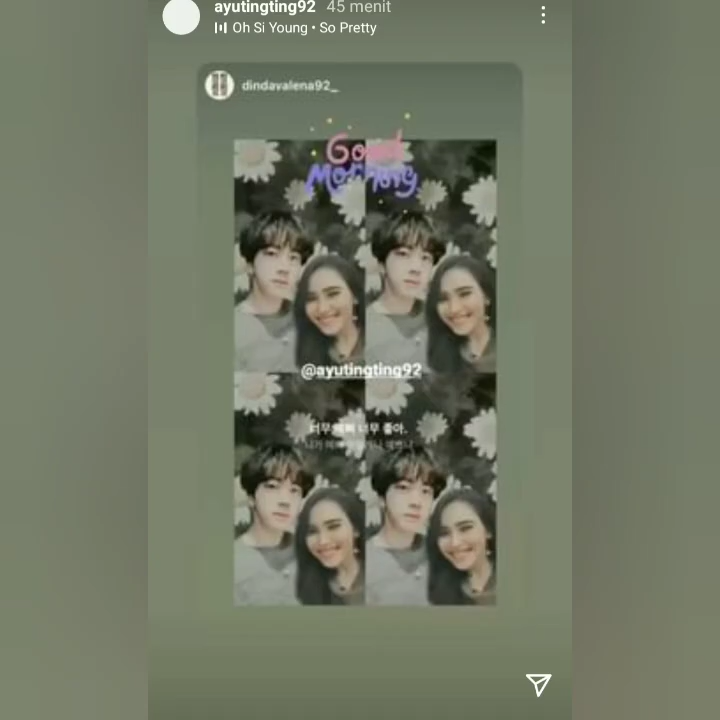 ayutingting92 45 menit
Oh Si Young • So Pretty
dindavalena92_
Good
Morning
@ayutingting92
너무 예뻐 너무 좋아.